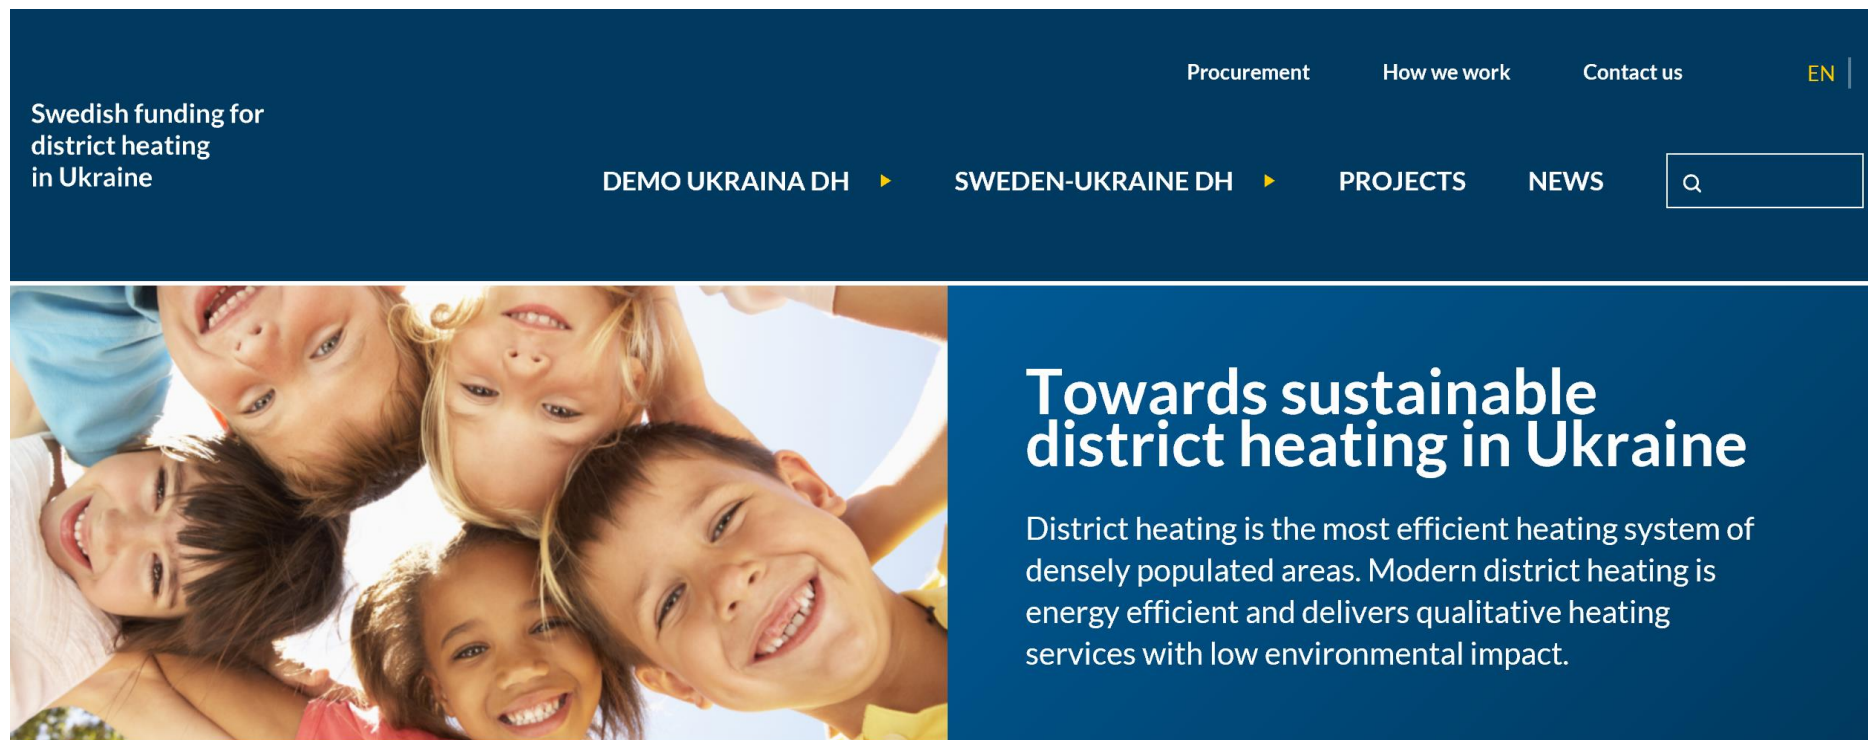 Procurement How we work Contact us EN
Swedish funding for
district heating
in Ukraine
DEMO UKRAINA DH SWEDEN-UKRAINE DH PROJECTS NEWS
Towards sustainable
district heating in Ukraine
District heating is the most efficient heating system of
densely populated areas. Modern district heating is
energy efficient and delivers qualitative heating
services with low environmental impact.